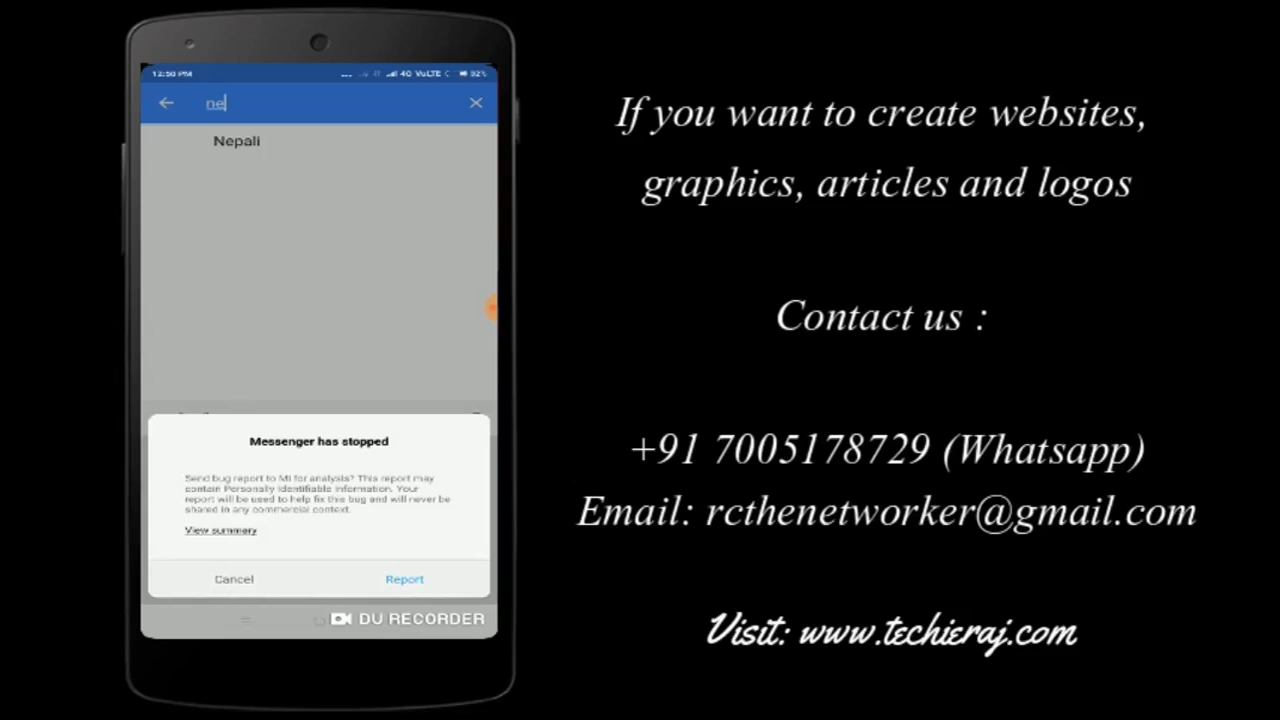 12:50 PM
4G VoLTE
92%
ne
Nepali
Messenger has stopped
Send bug report to MI for analysis? This report may
contain Personally Identifiable Information. Your
report will be used to help fix this bug and will never be
shared in any commercial context.
View summary
Cancel
Report
DU RECORDER
If you want to create websites,
graphics, articles and logos
Contact us :
+91 7005178729 (Whatsapp)
Email: rcthenetworker@gmail.com
Visit: www.techieraj.com